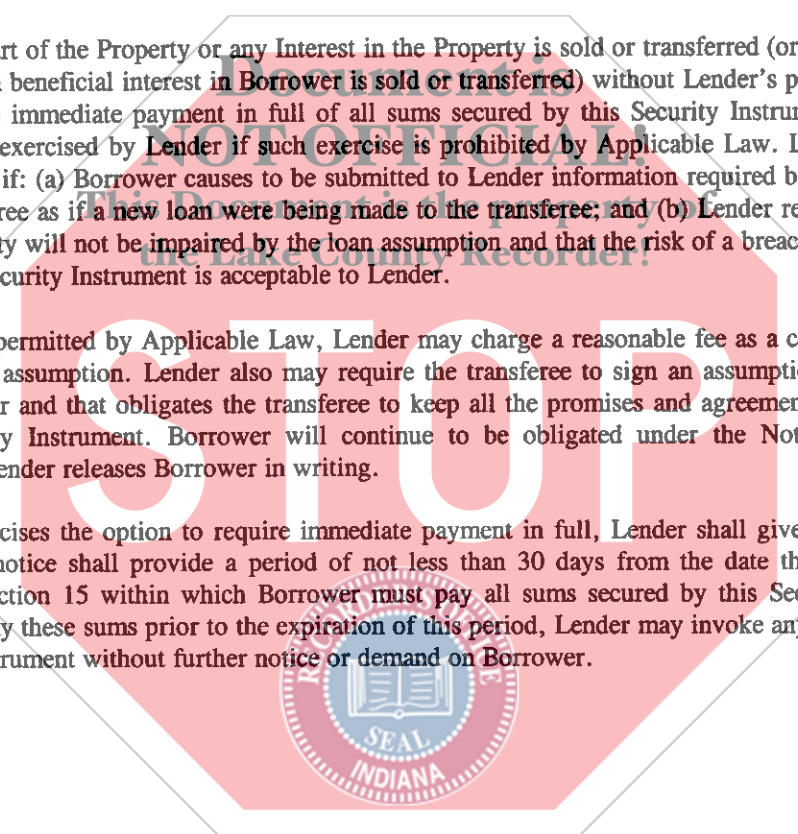 rt of the Property or any Interest in the Property is sold or transferred (or
beneficial interest in Borrower is sold or transferred) without Lender's p
immediate payment in full of all sums secured by this Security Instru
exercised by Lender if such exercise is prohibited by Applicable Law. L
if: (a) Borrower causes to be submitted to Lender information required b
ree as if a new loan were being made to the transferee; and (b) Lender re
ty will not be impaired by the loan assumption and that the risk of a breac
curity Instrument is acceptable to Lender.
Document is
NOT OFFICIAL!
This Document is the property of
the Lake County Recorder!
permitted by Applicable Law, Lender may charge a reasonable fee as a c
assumption. Lender also may require the transferee to sign an assumpti
r and that obligates the transferee to keep all the promises and agreemen
y Instrument. Borrower will continue to be obligated under the Not
ender releases Borrower in writing.
STOP
cises the option to require immediate payment in full, Lender shall give
notice shall provide a period of not less than 30 days from the date th
ction 15 within which Borrower must pay all sums secured by this Sec
y these sums prior to the expiration of this period, Lender may invoke any
trument without further notice or demand on Borrower.
RECORDER'S OFFICE
SEAL
INDIANA